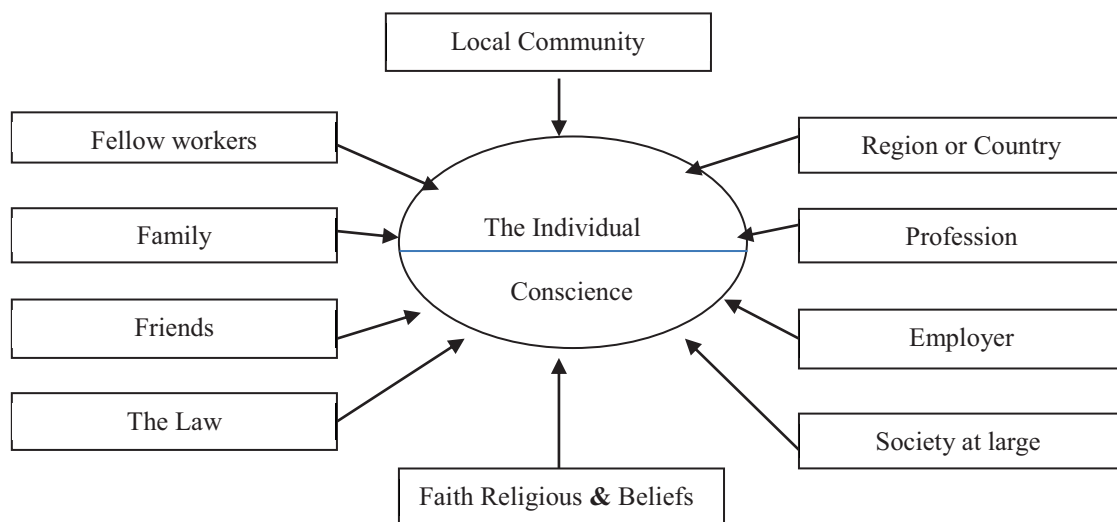 Local Community
Fellow workers
Region or Country
Family
The Individual
Profession
Conscience
Friends
Employer
The Law
Society at large
Faith Religious & Beliefs